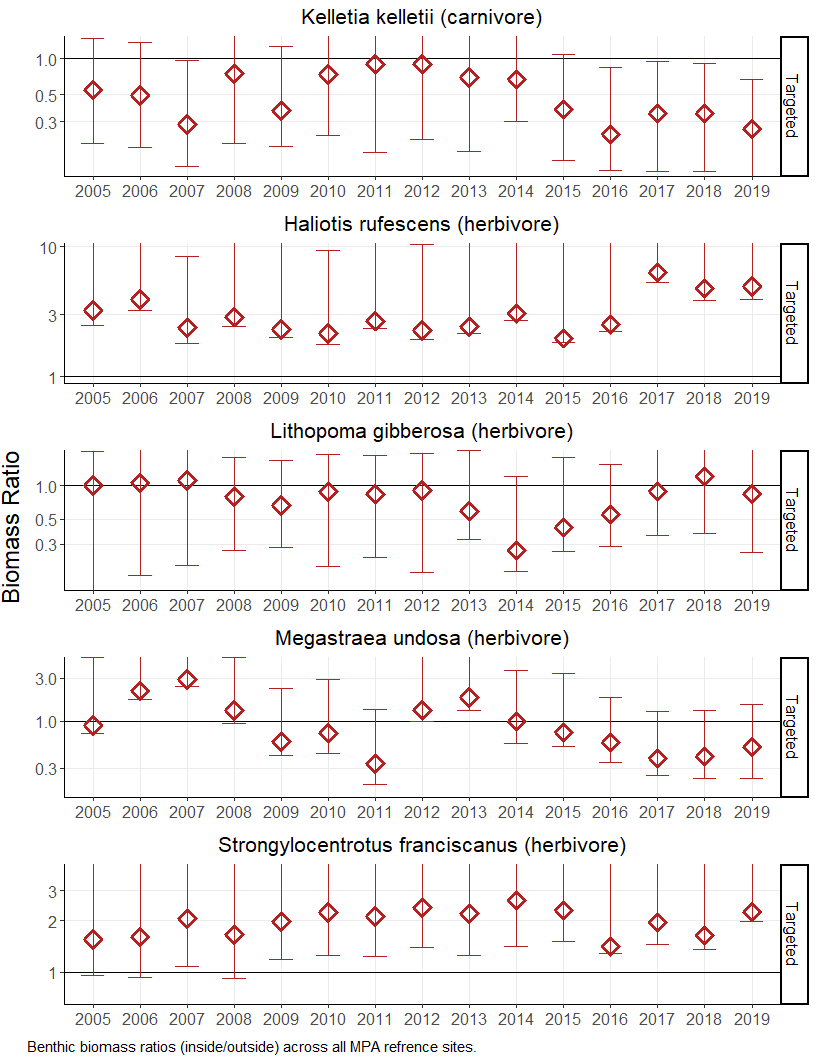 Kelletia kelletii (carnivore)
1.0
0.5
0.3
Targeted
2005 2006 2007 2008 2009 2010 2011 2012 2013 2014 2015 2016 2017 2018 2019
Haliotis rufescens (herbivore)
10
3
1
Targeted
2005 2006 2007 2008 2009 2010 2011 2012 2013 2014 2015 2016 2017 2018 2019
Lithopoma gibberosa (herbivore)
Biomass Ratio
1.0
0.5
0.3
Targeted
2005 2006 2007 2008 2009 2010 2011 2012 2013 2014 2015 2016 2017 2018 2019
Megastraea undosa (herbivore)
3.0
1.0
0.3
Targeted
2005 2006 2007 2008 2009 2010 2011 2012 2013 2014 2015 2016 2017 2018 2019
Strongylocentrotus franciscanus (herbivore)
3
2
1
Targeted
2005 2006 2007 2008 2009 2010 2011 2012 2013 2014 2015 2016 2017 2018 2019
Benthic biomass ratios (inside/outside) across all MPA refrence sites.